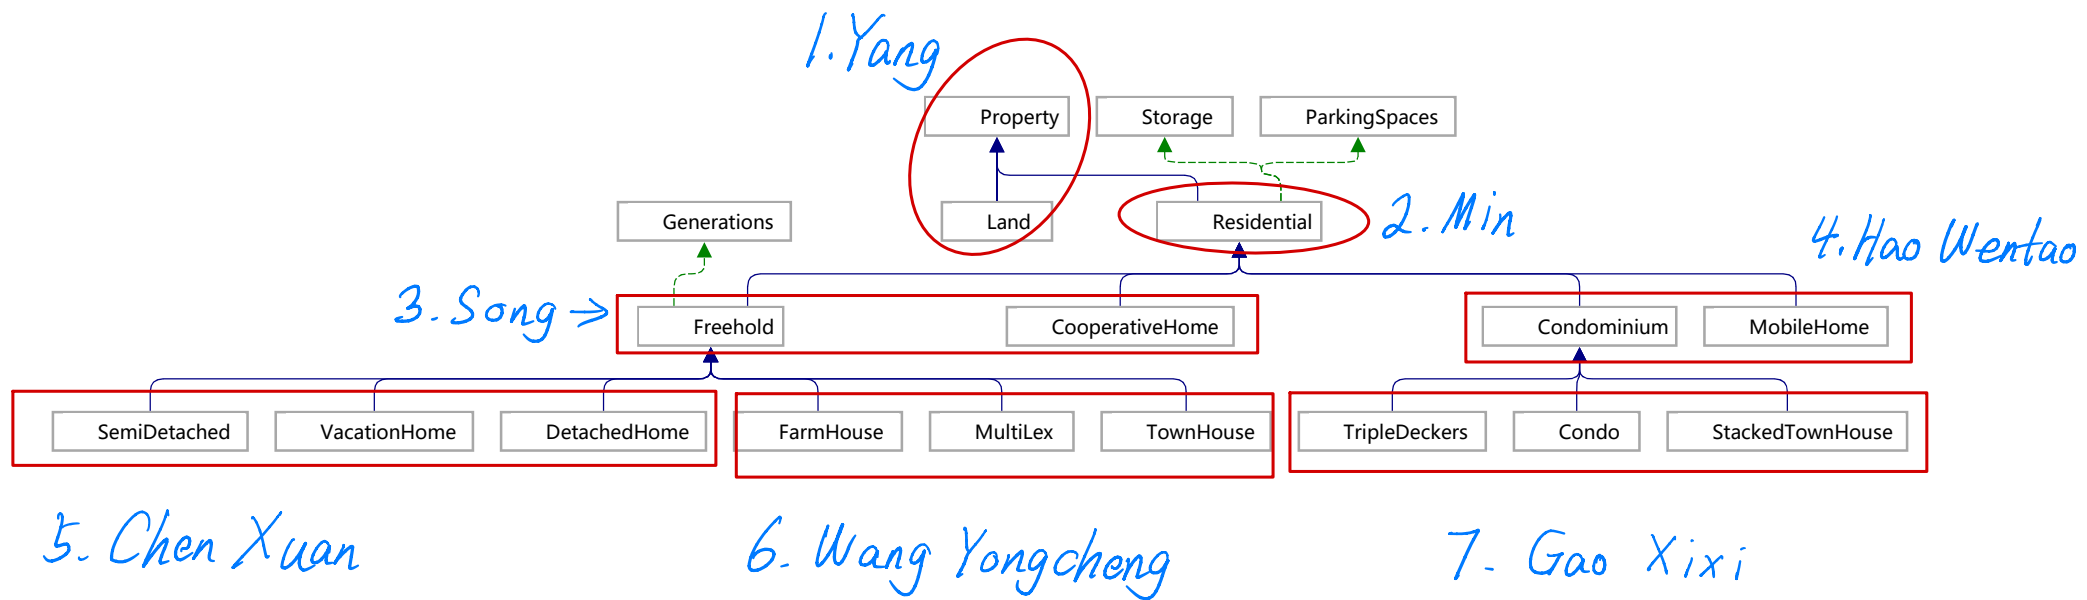 1. Yang
Property Storage ParkingSpaces
Generations Land Residential 2. Min
4. Hao Wentao
3. Song →
Freehold CooperativeHome Condominium MobileHome
SemiDetached VacationHome DetachedHome FarmHouse MultiLex TownHouse TripleDeckers Condo StackedTownHouse
5. Chen Xuan 6. Wang Yongcheng 7. Gao Xixi